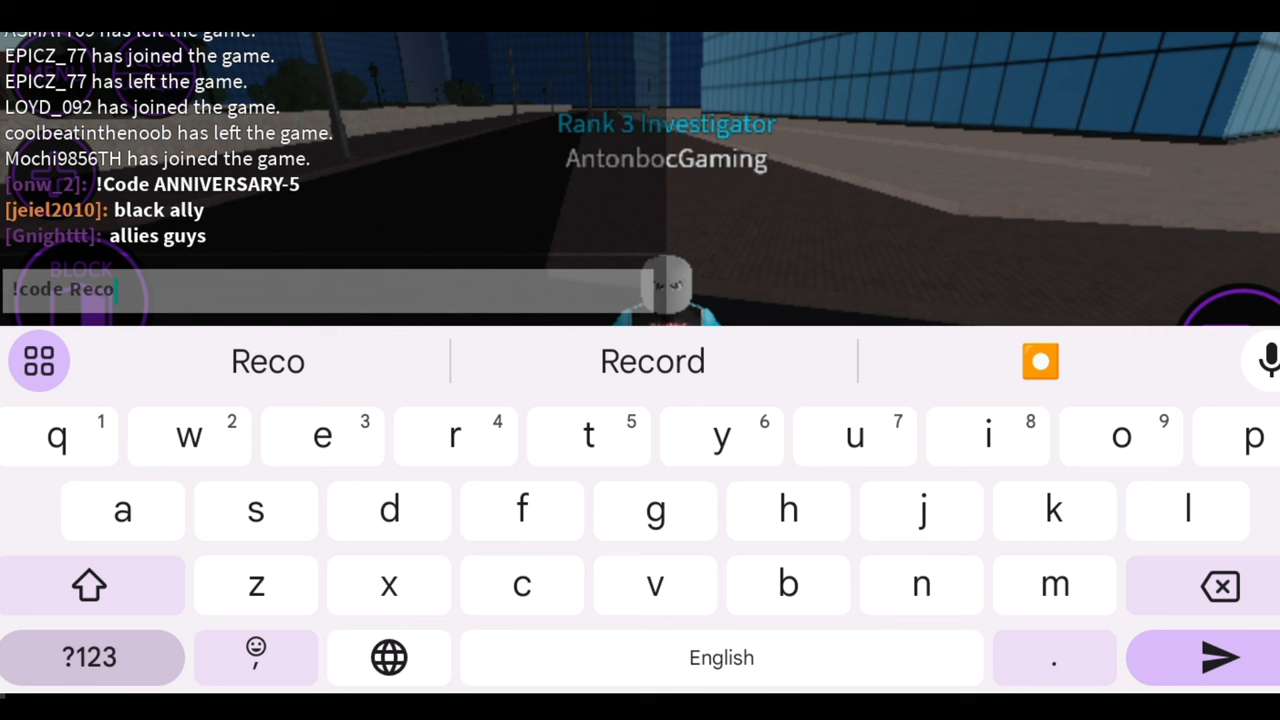 EPICZ_77 has joined the game.
EPICZ_77 has left the game.
LOYD_092 has joined the game.
coolbeatinthenoob has left the game.
Mochi9856TH has joined the game.
[onw_2]: !Code ANNIVERSARY-5
[jeiel2010]: black ally
[Gnighttt]: allies guys
BLOCK
!code Reco
Rank 3 Investigator
AntonbocGaming
Reco Record
q 1 w 2 e 3 r 4 t 5 y 6 u 7 i 8 o 9 p
a s d f g h j k l
z x c v b n m
?123 , English .